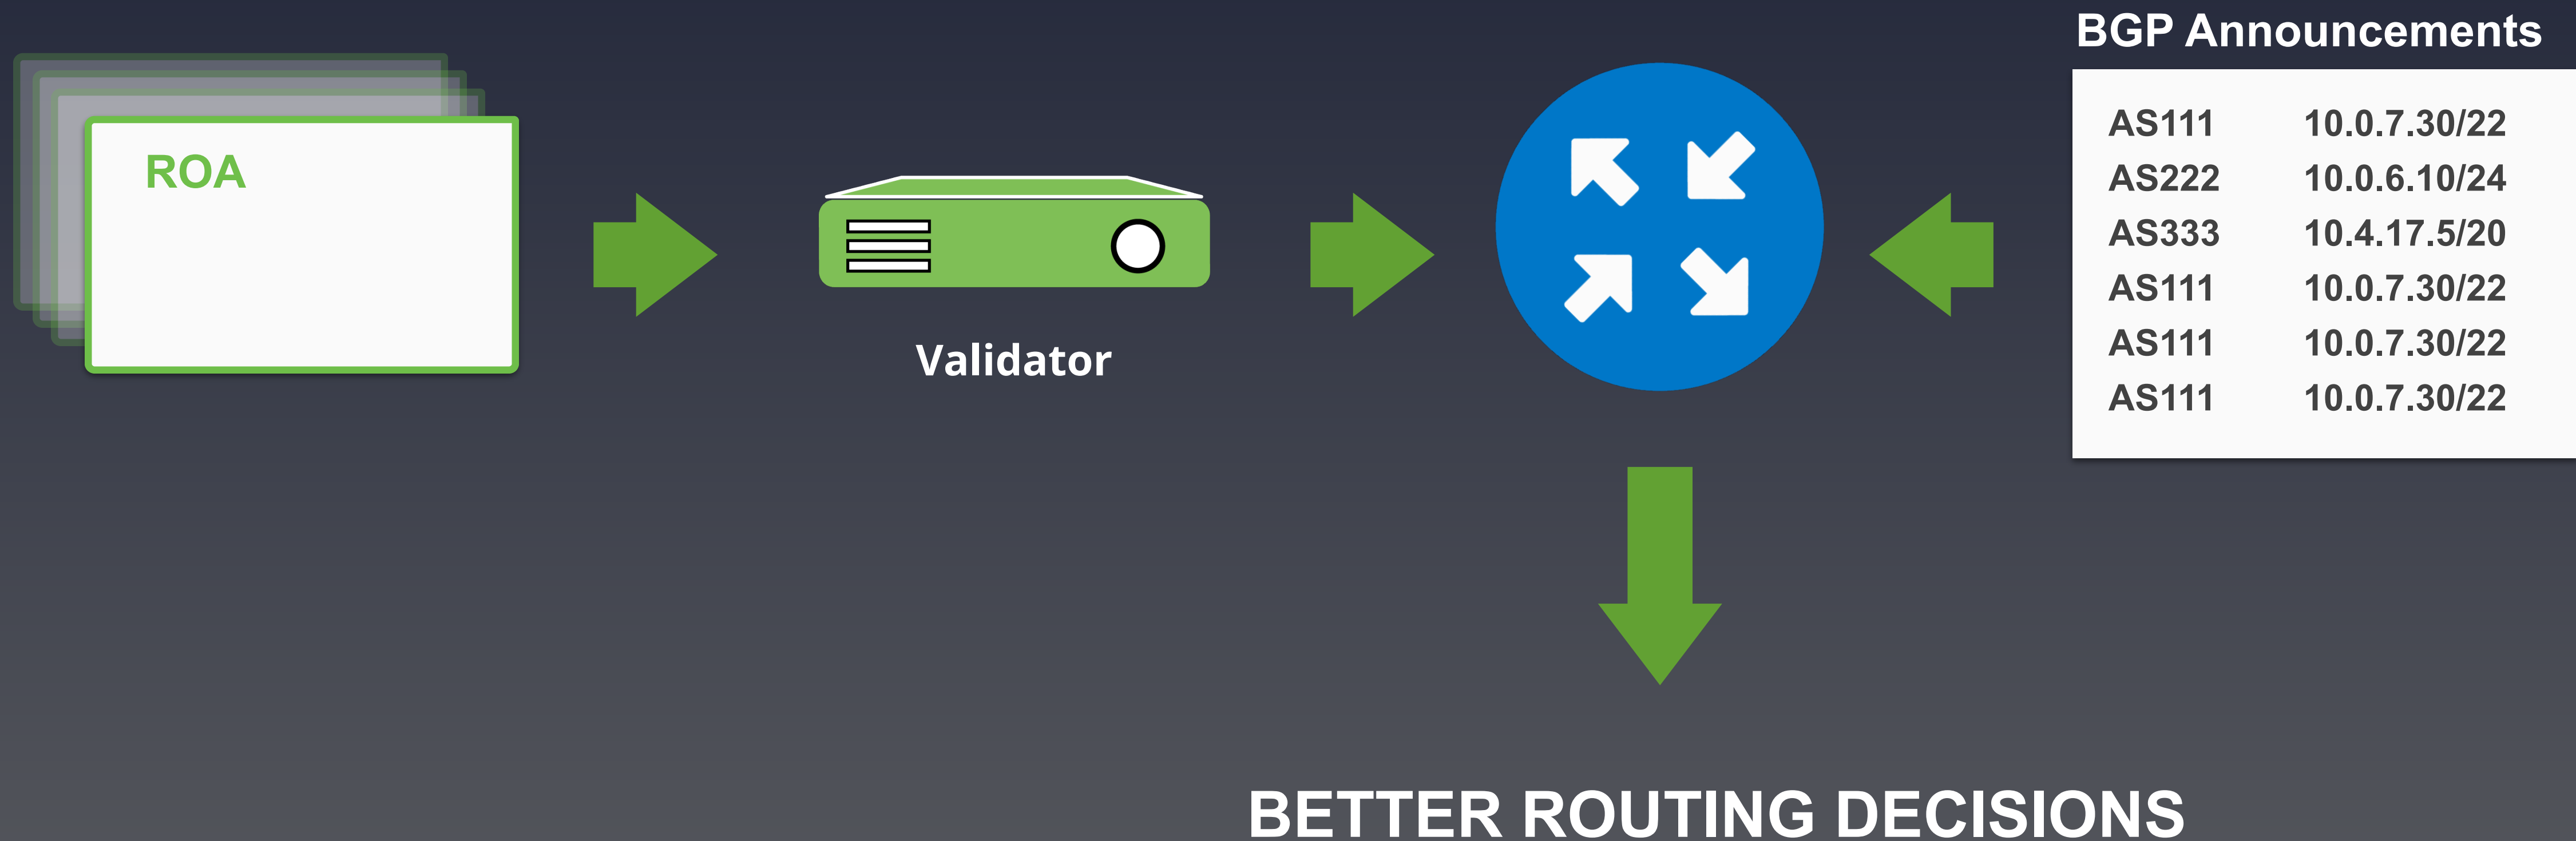 BGP Announcements
ROA
AS111 10.0.7.30/22
AS222 10.0.6.10/24
AS333 10.4.17.5/20
AS111 10.0.7.30/22
AS111 10.0.7.30/22
AS111 10.0.7.30/22
Validator
BETTER ROUTING DECISIONS